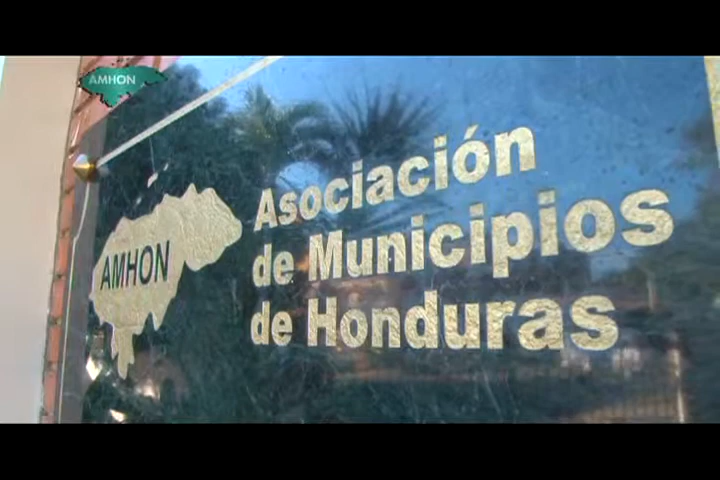 AMHON
AMHON
Asociación
de Municipios
de Honduras